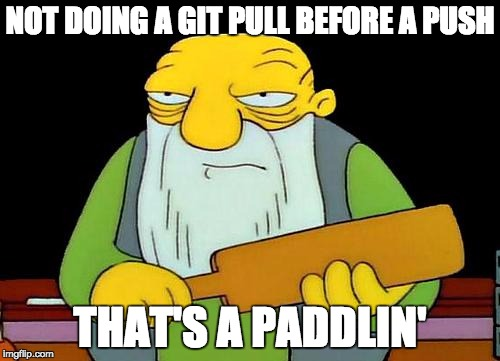 NOT DOING A GIT PULL BEFORE A PUSH
THAT'S A PADDLIN'
imgflip.com